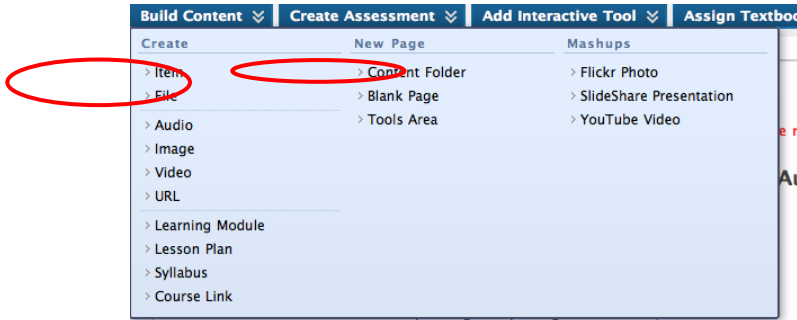 Build Content Create Assessment Add Interactive Tool Assign
Create New Page Mashups
Item Content Folder Flickr Photo
File Blank Page SlideShare Presentation
Audio Tools Area YouTube Video
Image
Video
URL
Learning Module
Lesson Plan
Syllabus
Course Link